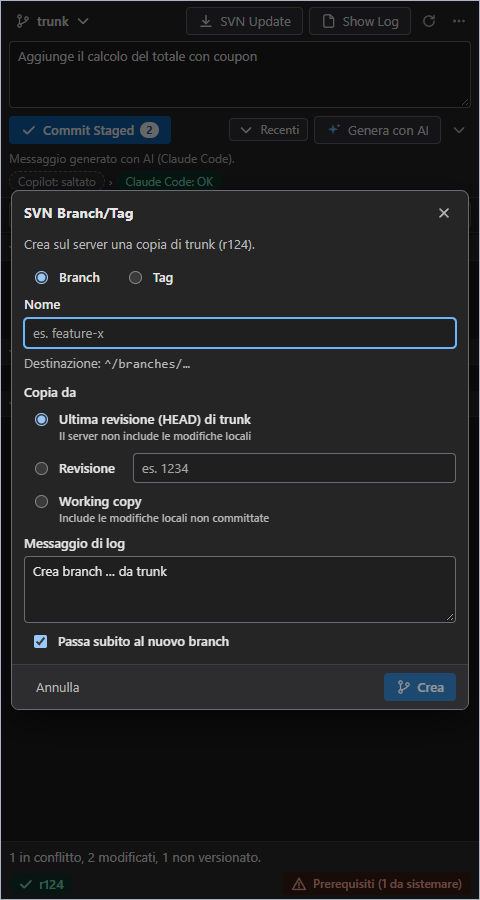 trunk SVN Update Show Log
Aggiunge il calcolo del totale con coupon
Commit Staged 2 Recenti Genera con AI
Messaggio generato con AI (Claude Code).
Copilot: saltato › Claude Code: OK
SVN Branch/Tag
Crea sul server una copia di trunk (r124).
Branch Tag
Nome
es. feature-x
Destinazione: ^/branches/…
Copia da
Ultima revisione (HEAD) di trunk
Il server non include le modifiche locali
Revisione es. 1234
Working copy
Include le modifiche locali non committate
Messaggio di log
Crea branch ... da trunk
Passa subito al nuovo branch
Annulla Crea
1 in conflitto, 2 modificati, 1 non versionato.
r124 Prerequisiti (1 da sistemare)